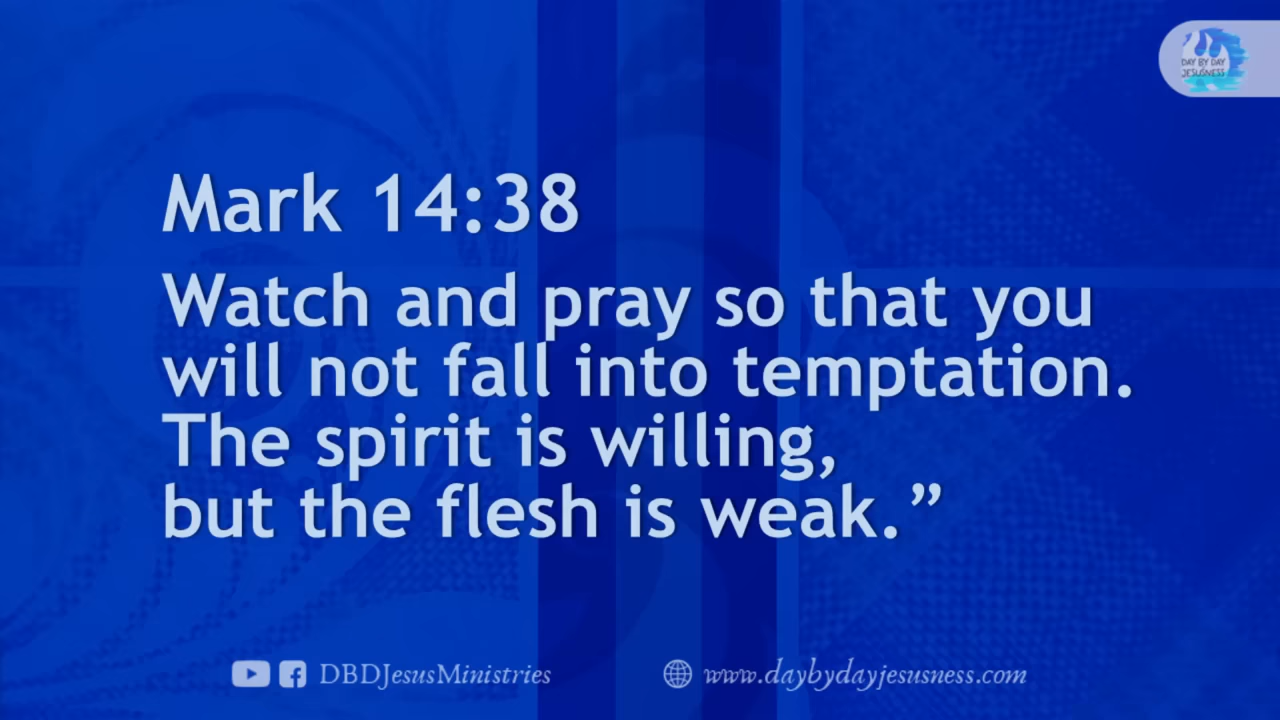 DAY BY DAY
JESUSNESS
Mark 14:38
Watch and pray so that you
will not fall into temptation.
The spirit is willing,
but the flesh is weak.”
DBDJesusMinistries
www.daybydayjesusness.com